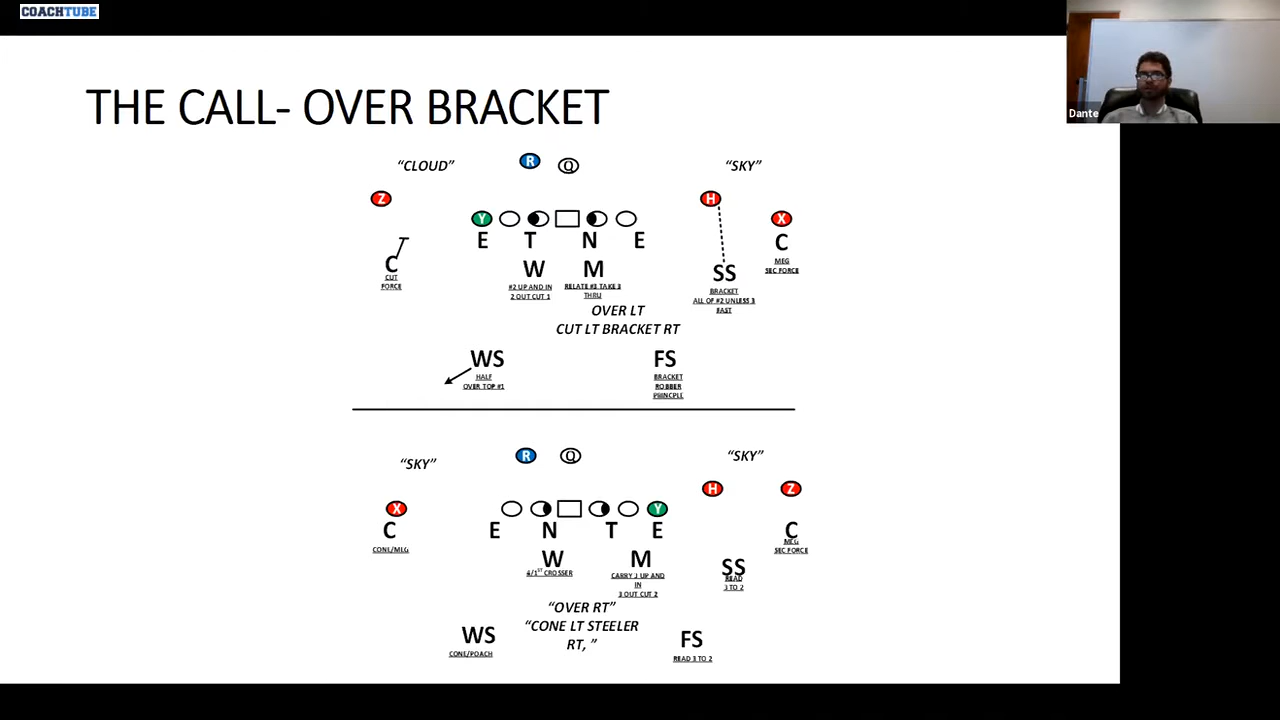 COACHTUBE
Dante
THE CALL- OVER BRACKET
"CLOUD"
R
Q
"SKY"
Z
H
Y
X
E
T
N
E
C
C
CUT
FORCE
W
#2 UP AND IN
2 OUT CUT 1
M
RELATE #3 TAKE 3
THRU
SS
BRACKET
ALL OF #2 UNLESS 3
FAST
MEG
SEC FORCE
OVER LT
CUT LT BRACKET RT
WS
HALF
OVER TOP #1
FS
BRACKET
ROBBER
PRINCPLE
"SKY"
R
Q
"SKY"
H
Z
X
Y
C
CONE/MEG
E
N
T
E
C
MEG
SEC FORCE
W
4/1ST CROSSER
M
CARRY 3 UP AND
IN
3 OUT CUT 2
SS
READ
3 TO 2
"OVER RT"
"CONE LT STEELER
RT, "
WS
CONE/POACH
FS
READ 3 TO 2